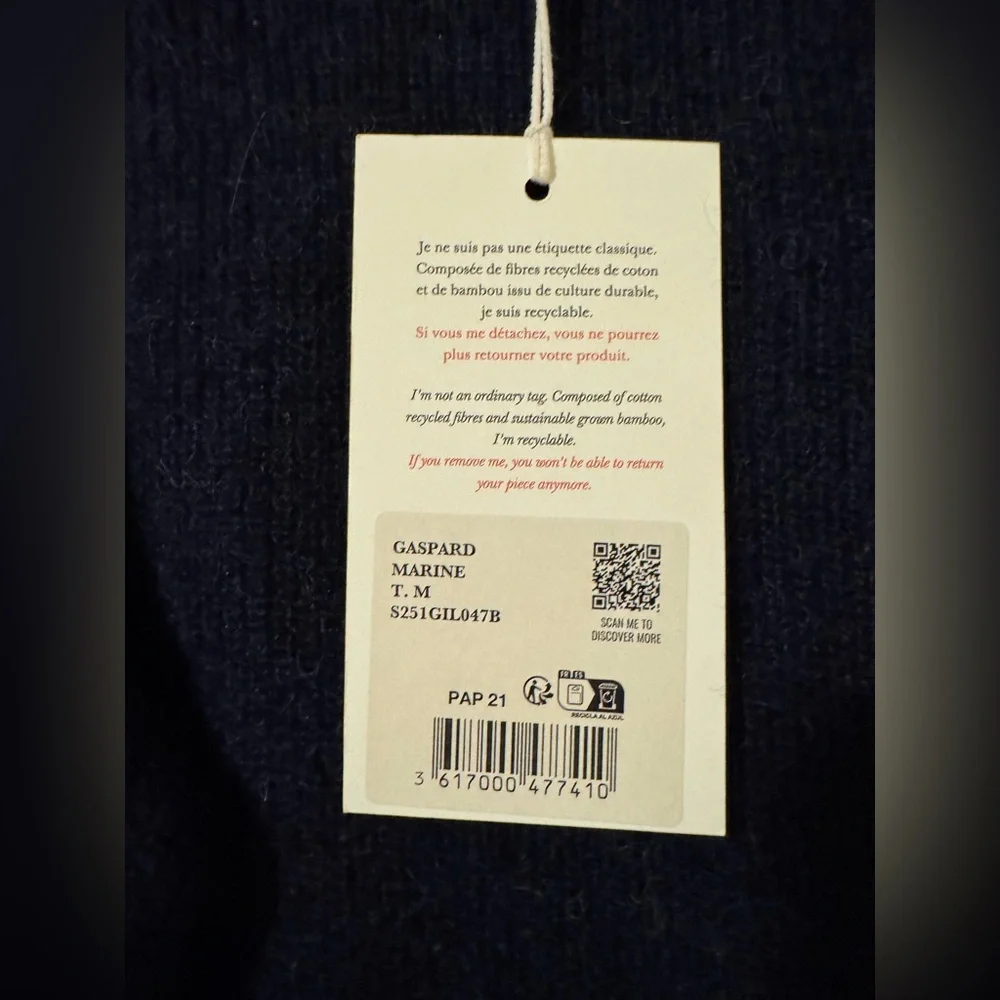 Je ne suis pas une étiquette classique.
Composée de fibres recyclées de coton
et de bambou issu de culture durable,
je suis recyclable.
Si vous me détachez, vous ne pourrez
plus retourner votre produit.
I'm not an ordinary tag. Composed of cotton
recycled fibres and sustainable grown bamboo,
I'm recyclable.
If you remove me, you won't be able to return
your piece anymore.
GASPARD
MARINE
T. M
S251GIL047B
SCAN ME TO
DISCOVER MORE
FR ES
PAP 21
RECICLA AL AZUL
3 617000 477410